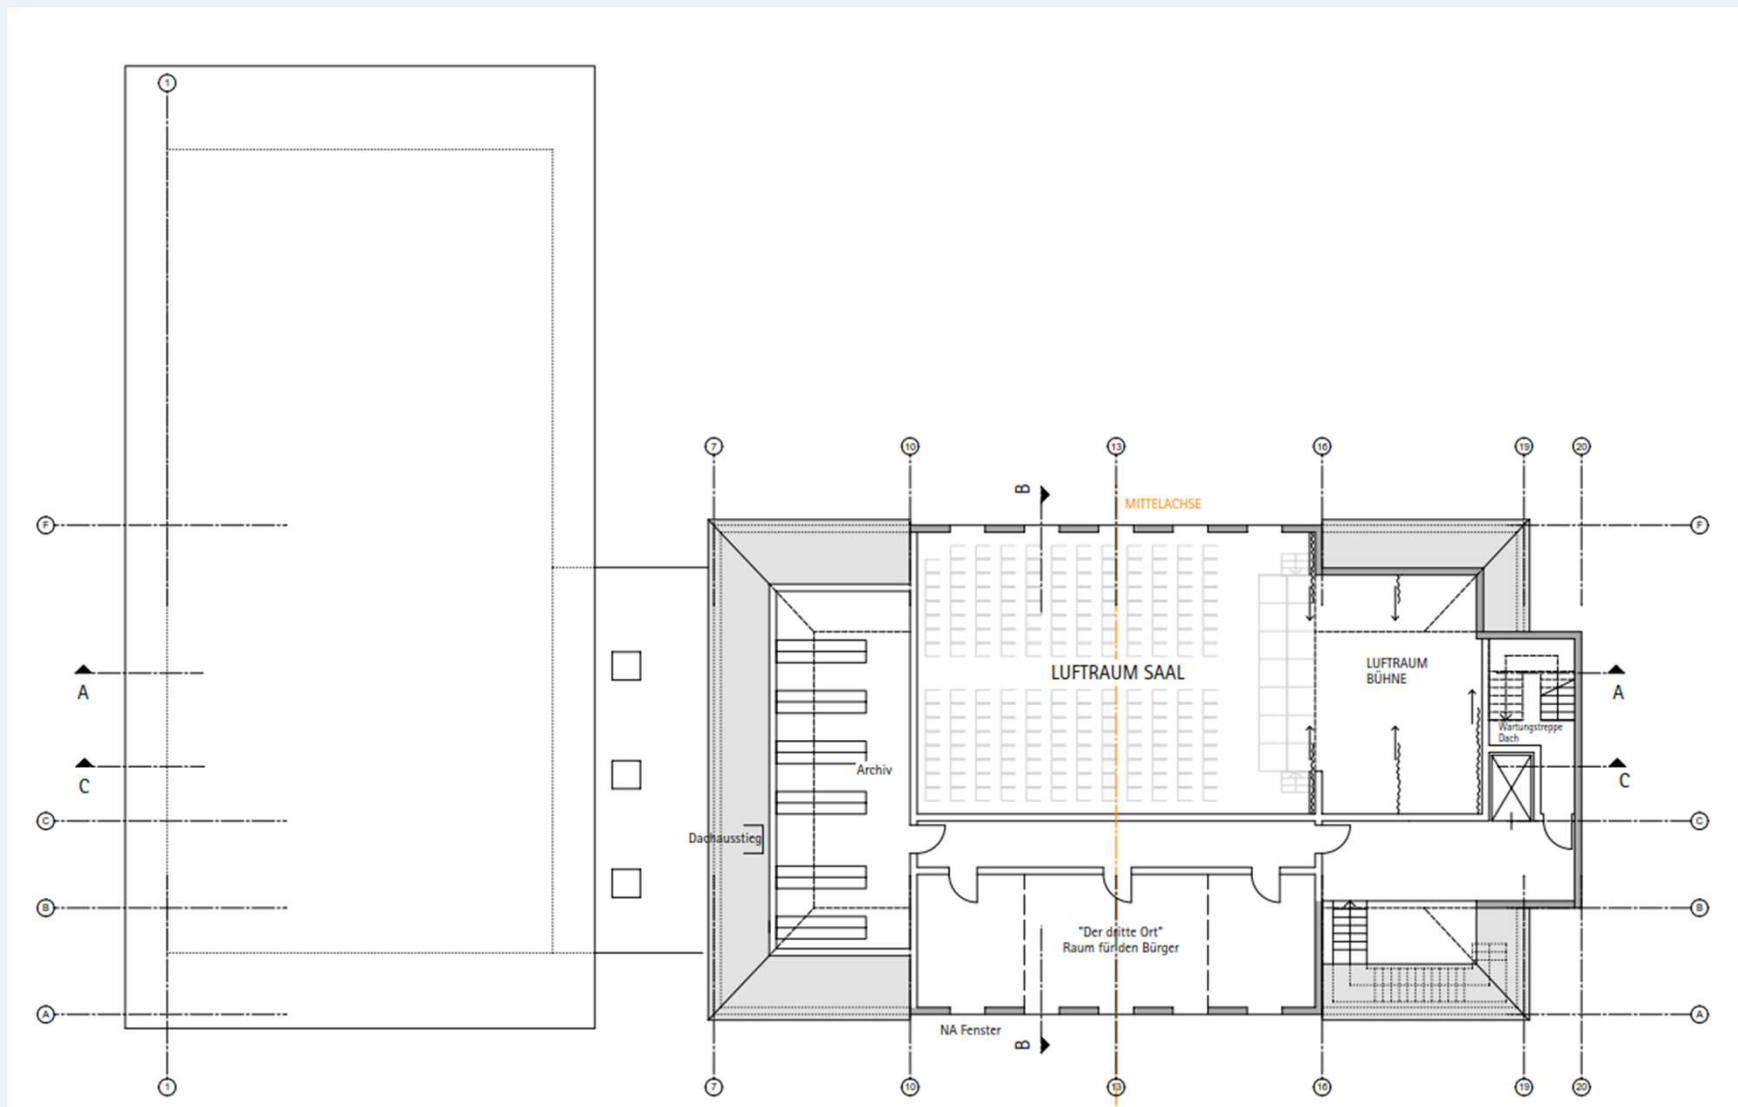 1
7
10
13
16
19
20
B
MITTELACHSE
F
F
LUFTRAUM SAAL
LUFTRAUM
BÜHNE
A
A
Wartungstreppe
Dach
Archiv
C
C
C
C
Dachausstieg
B
B
"Der dritte Ort"
Raum für den Bürger
A
A
NA Fenster
B
1
7
10
13
16
19
20